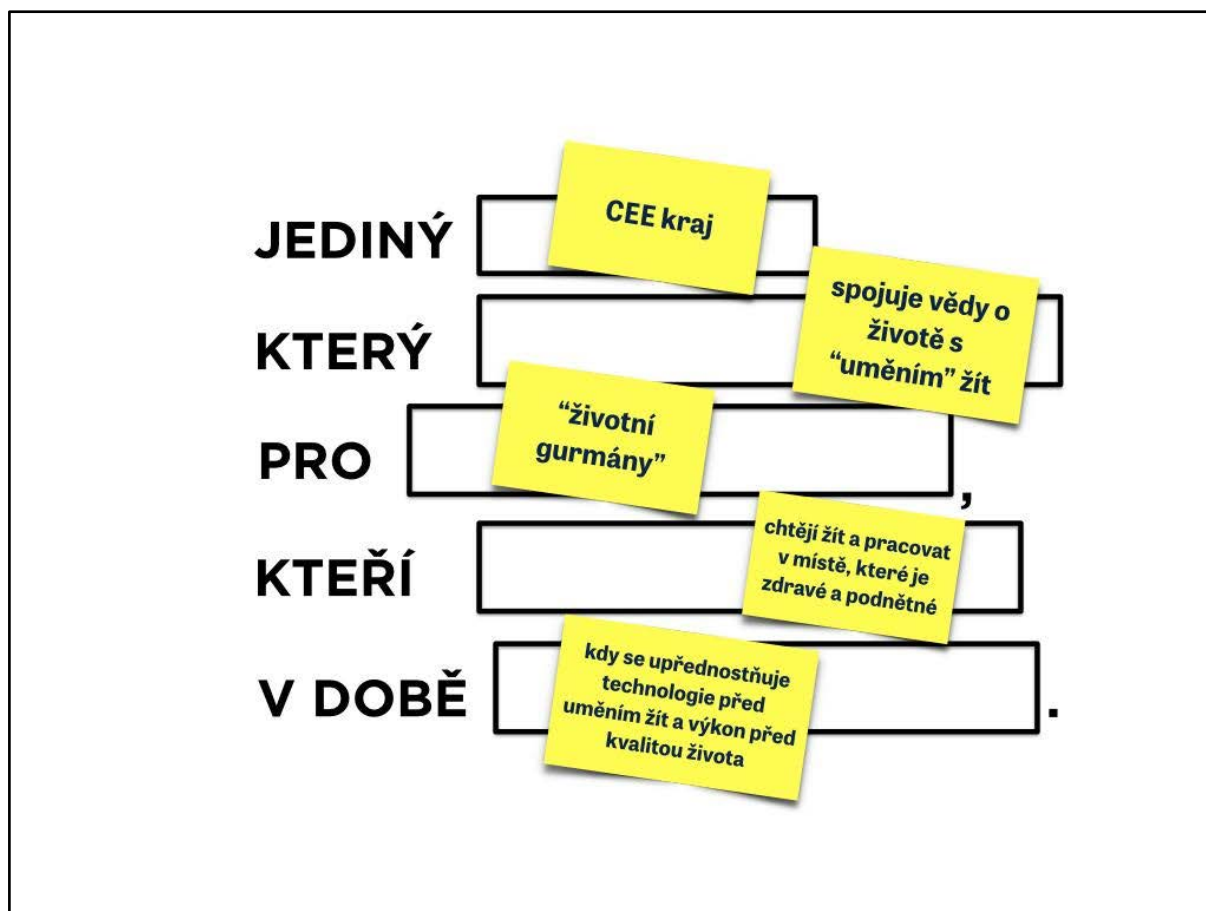 JEDINÝ
CEE kraj
KTERÝ
spojuje vědy o
životě s
“uměním” žít
PRO
“životní
gurmány”
,
KTEŘÍ
chtějí žít a pracovat
v místě, které je
zdravé a podnětné
V DOBĚ
kdy se upřednostňuje
technologie před
uměním žít a výkon před
kvalitou života
.